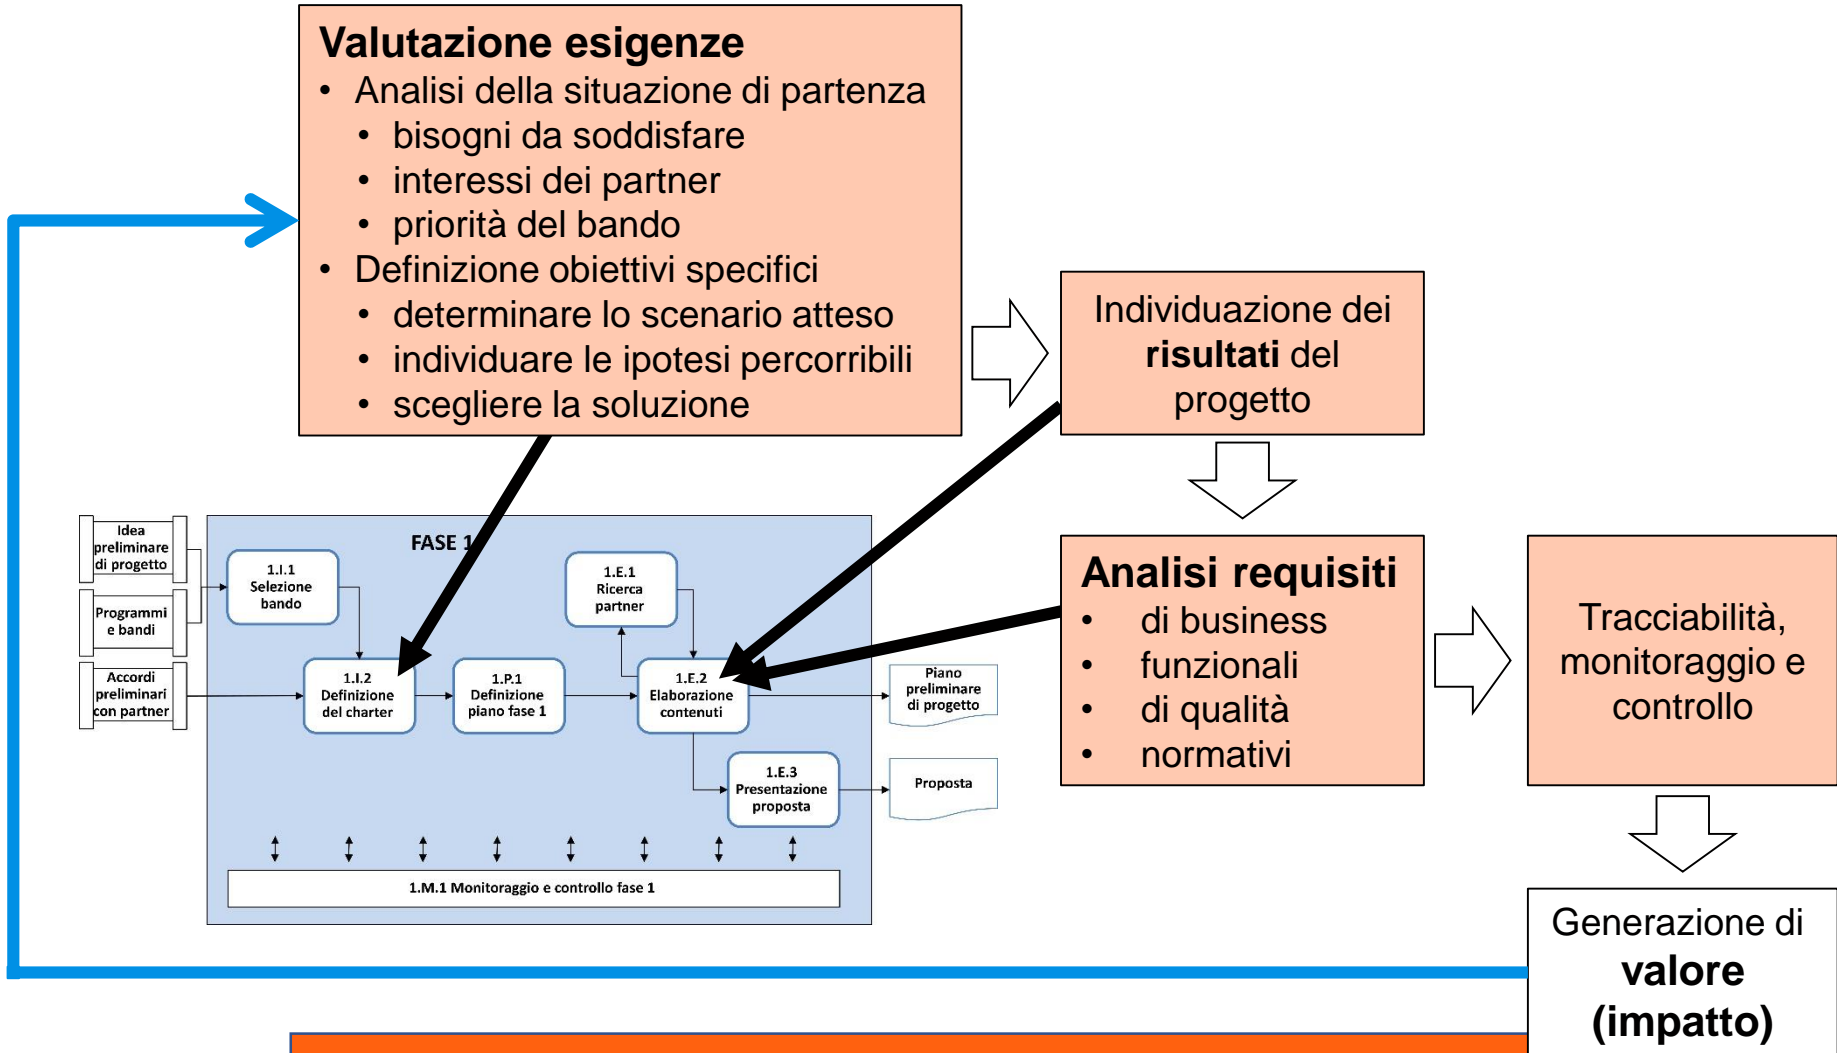 Valutazione esigenze
• Analisi della situazione di partenza
• bisogni da soddisfare
• interessi dei partner
• priorità del bando
• Definizione obiettivi specifici
• determinare lo scenario atteso
• individuare le ipotesi percorribili
• scegliere la soluzione
Individuazione dei
risultati del
progetto
Analisi requisiti
• di business
• funzionali
• di qualità
• normativi
Tracciabilità,
monitoraggio e
controllo
Generazione di
valore
(impatto)
FASE 1
Idea
preliminare
di progetto
Programmi
e bandi
Accordi
preliminari
con partner
1.I.1
Selezione
bando
1.I.2
Definizione
del charter
1.P.1
Definizione
piano fase 1
1.E.1
Ricerca
partner
1.E.2
Elaborazione
contenuti
1.E.3
Presentazione
proposta
Piano
preliminare
di progetto
Proposta
1.M.1 Monitoraggio e controllo fase 1